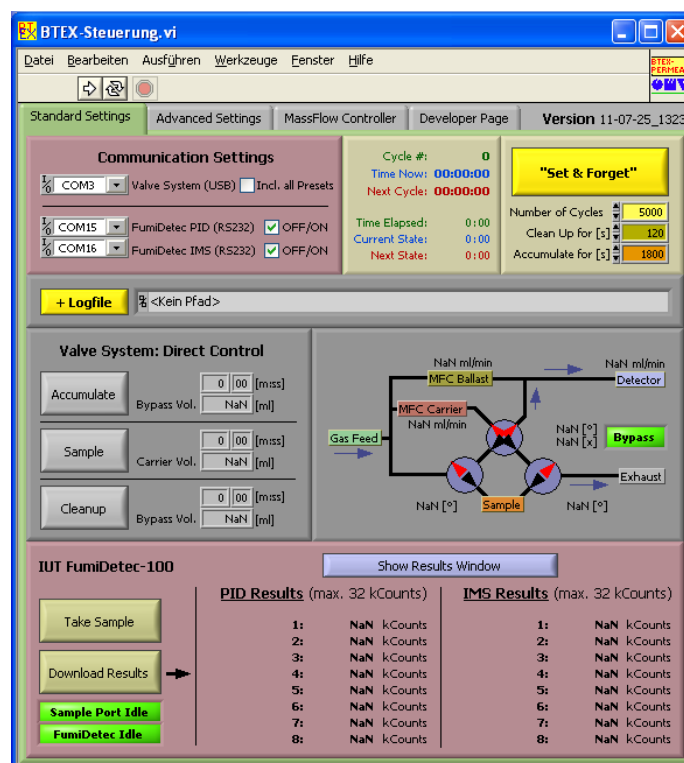 BTEX-Steuerung.vi
Datei Bearbeiten Ausführen Werkzeuge Fenster Hilfe
BTEX-
Standard Settings Advanced Settings MassFlow Controller Developer Page Version 11-07-25_1323
Communication Settings
COM3 Valve System (USB) Incl. all Presets
COM15 FumiDetec PID (RS232) OFF/ON
COM16 FumiDetec IMS (RS232) OFF/ON
Cycle #: 0
Time Now: 00:00:00
Next Cycle: 00:00:00
Time Elapsed: 0:00
Current State: 0:00
Next State: 0:00
"Set & Forget"
Number of Cycles 5000
Clean Up for [s] 120
Accumulate for [s] 1800
+ Logfile <Kein Pfad>
Valve System: Direct Control
Accumulate 0 00 [m:ss]
Bypass Vol. NaN [ml]
Sample 0 00 [m:ss]
Carrier Vol. NaN [ml]
Cleanup 0 00 [m:ss]
Bypass Vol. NaN [ml]
NaN ml/min NaN ml/min
MFC Ballast Detector
MFC Carrier
NaN ml/min
Gas Feed
NaN [°]
NaN [x]
Bypass
Exhaust
NaN [°] Sample NaN [°]
IUT FumiDetec-100
Show Results Window
Take Sample
Download Results
Sample Port Idle
FumiDetec Idle
PID Results (max. 32 kCounts)
1: NaN kCounts
2: NaN kCounts
3: NaN kCounts
4: NaN kCounts
5: NaN kCounts
6: NaN kCounts
7: NaN kCounts
8: NaN kCounts
IMS Results (max. 32 kCounts)
1: NaN kCounts
2: NaN kCounts
3: NaN kCounts
4: NaN kCounts
5: NaN kCounts
6: NaN kCounts
7: NaN kCounts
8: NaN kCounts